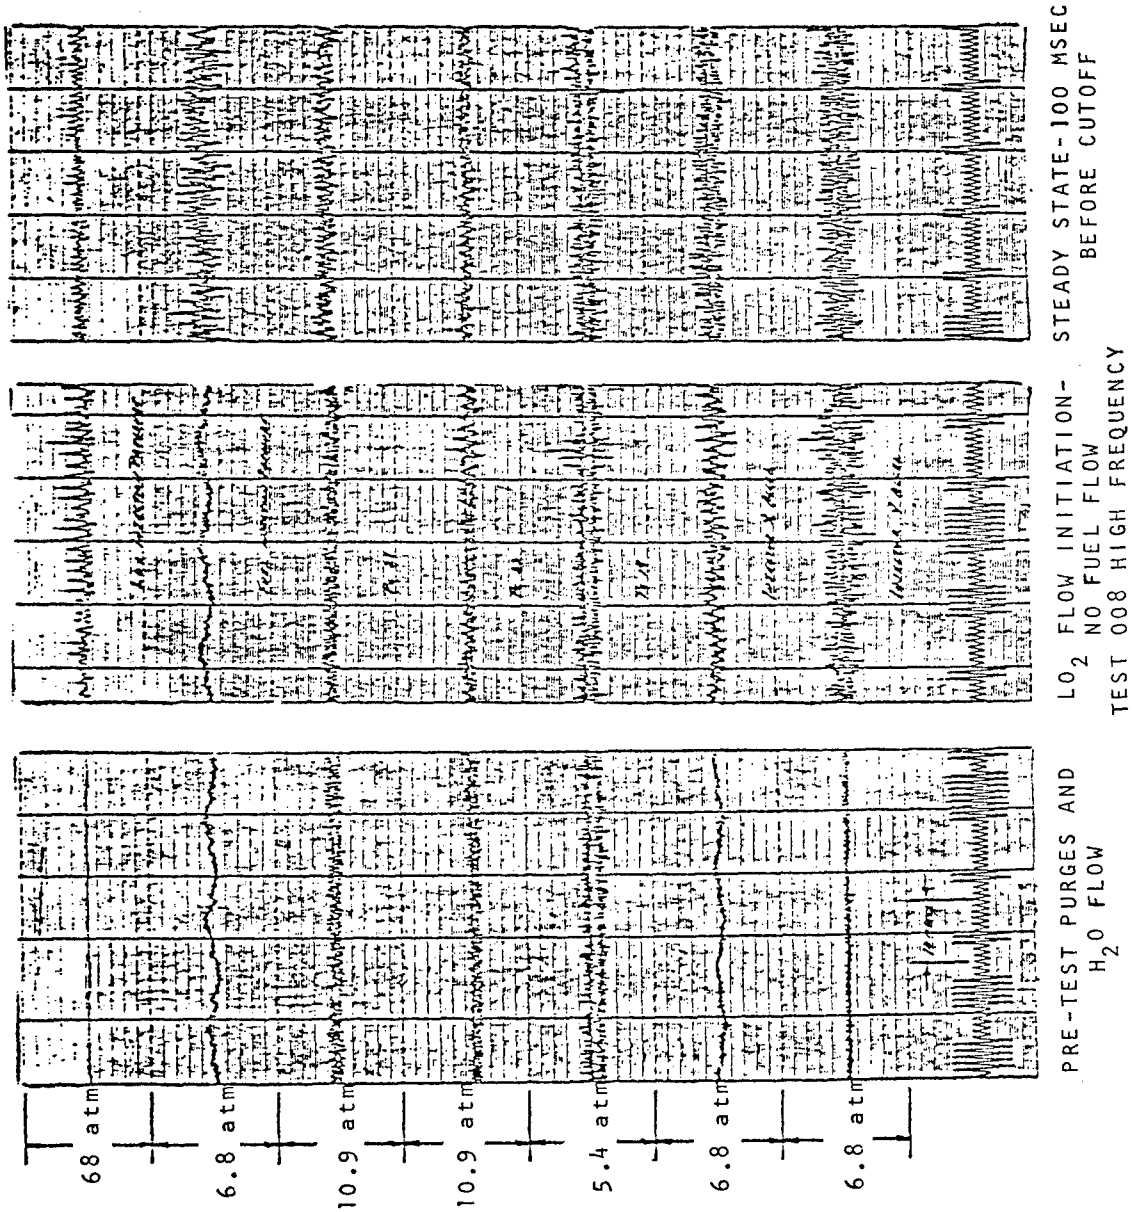 68 atm
6.8 atm
10.9 atm
10.9 atm
5.4 atm
6.8 atm
6.8 atm
PRE-TEST PURGES AND
H2O FLOW
LO2 FLOW INITIATION-
NO FUEL FLOW
TEST 008 HIGH FREQUENCY
STEADY STATE-100 MSEC
BEFORE CUTOFF